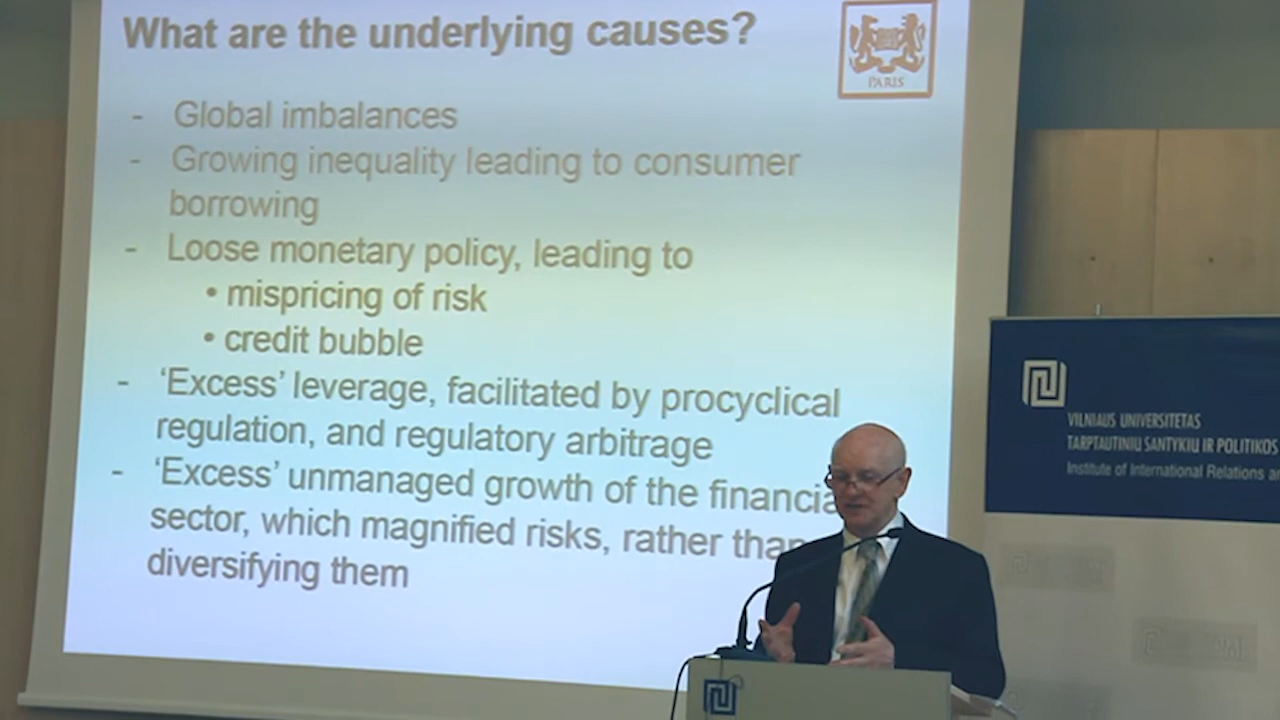 What are the underlying causes?
PARIS
- Global imbalances
- Growing inequality leading to consumer
borrowing
- Loose monetary policy, leading to
• mispricing of risk
• credit bubble
- ‘Excess’ leverage, facilitated by procyclical
regulation, and regulatory arbitrage
- ‘Excess’ unmanaged growth of the financia
sector, which magnified risks, rather than
diversifying them
VILNIAUS UNIVERSITETAS
TARPTAUTINIŲ SANTYKIŲ IR POLITIKOS
Institute of International Relations a